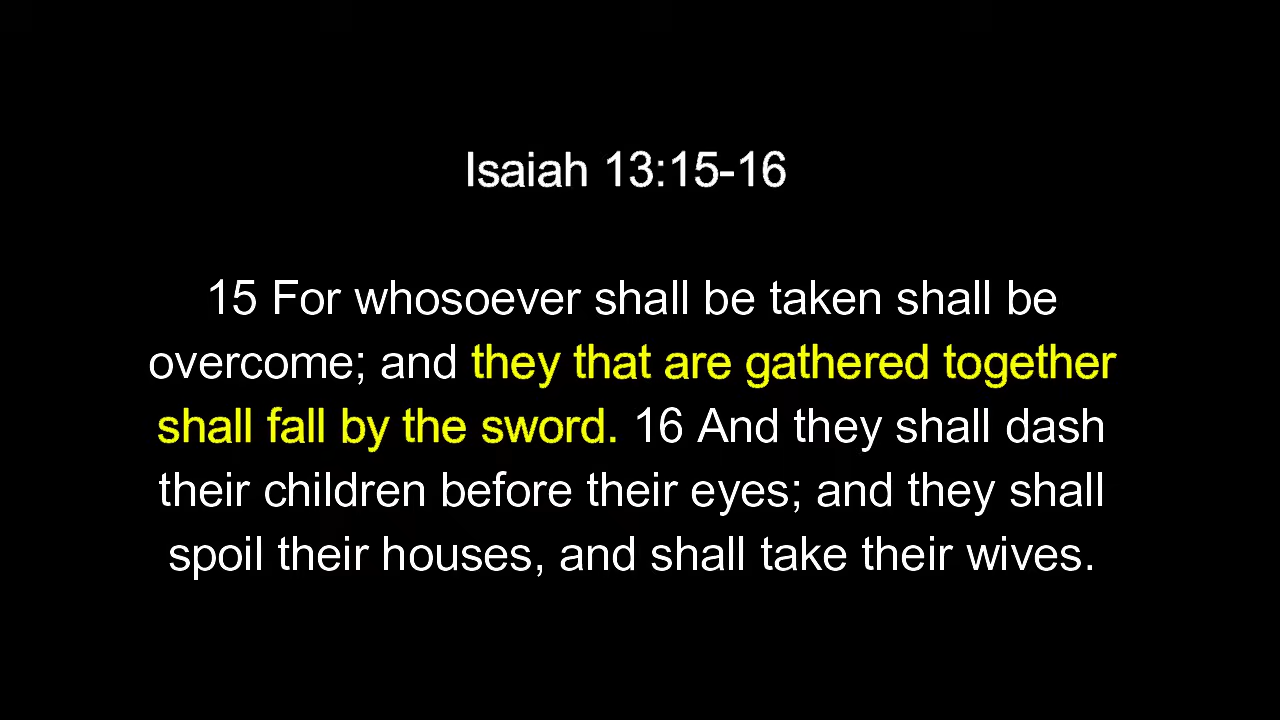 Isaiah 13:15-16
15 For whosoever shall be taken shall be
overcome; and they that are gathered together
shall fall by the sword. 16 And they shall dash
their children before their eyes; and they shall
spoil their houses, and shall take their wives.